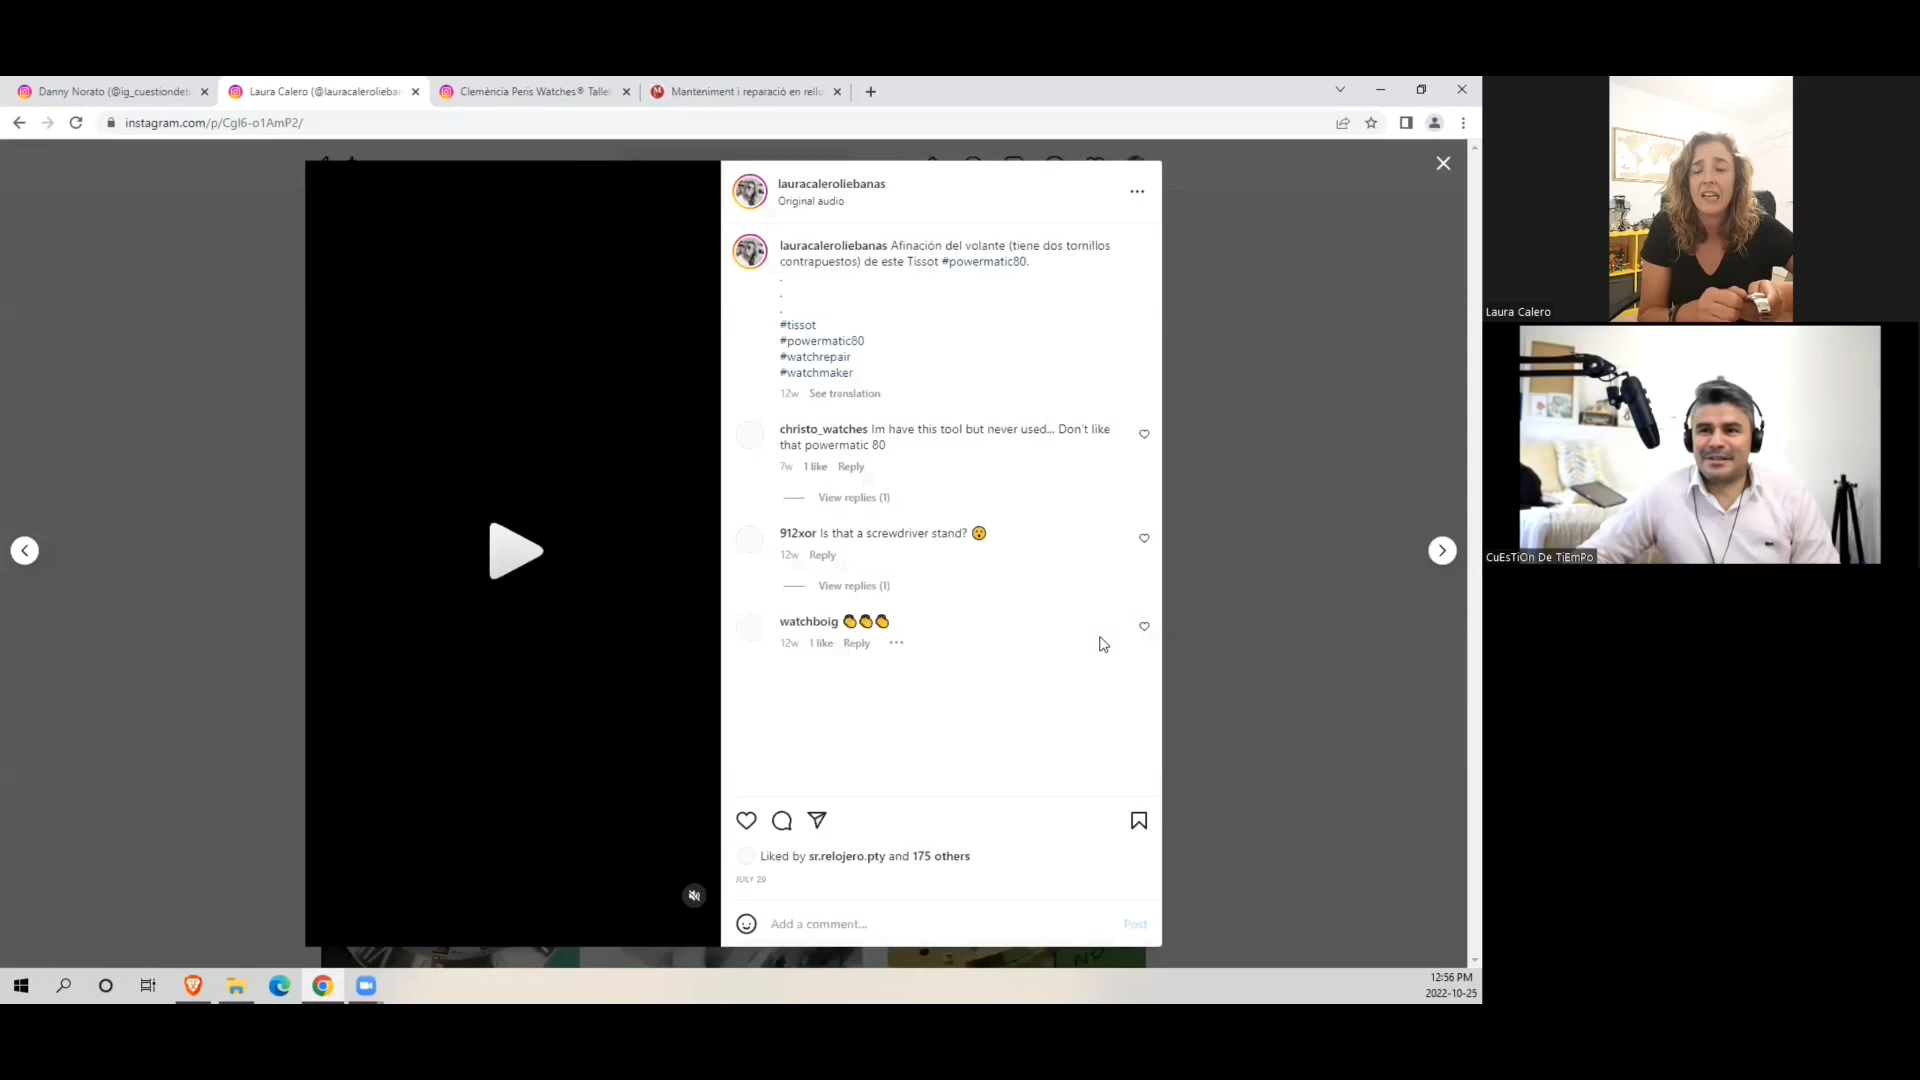 Danny Norato (@ig_cuestiondeti
Laura Calero (@lauracaleroliebana
Clemència Peris Watches® Taller
Manteniment i reparació en rello
instagram.com/p/CgI6-o1AmP2/
lauracaleroliebanas
Original audio
lauracaleroliebanas Afinación del volante (tiene dos tornillos
contrapuestos) de este Tissot #powermatic80.
.
.
.
#tissot
#powermatic80
#watchrepair
#watchmaker
12w See translation
christo_watches Im have this tool but never used... Don't like
that powermatic 80
7w 1 like Reply
View replies (1)
912xor Is that a screwdriver stand? 😮
12w Reply
View replies (1)
watchboig 👏👏👏
12w 1 like Reply
Liked by sr.relojero.pty and 175 others
JULY 29
Add a comment...
Post
12:56 PM
2022-10-25
Laura Calero
CuEsTiOn De TiEmPo